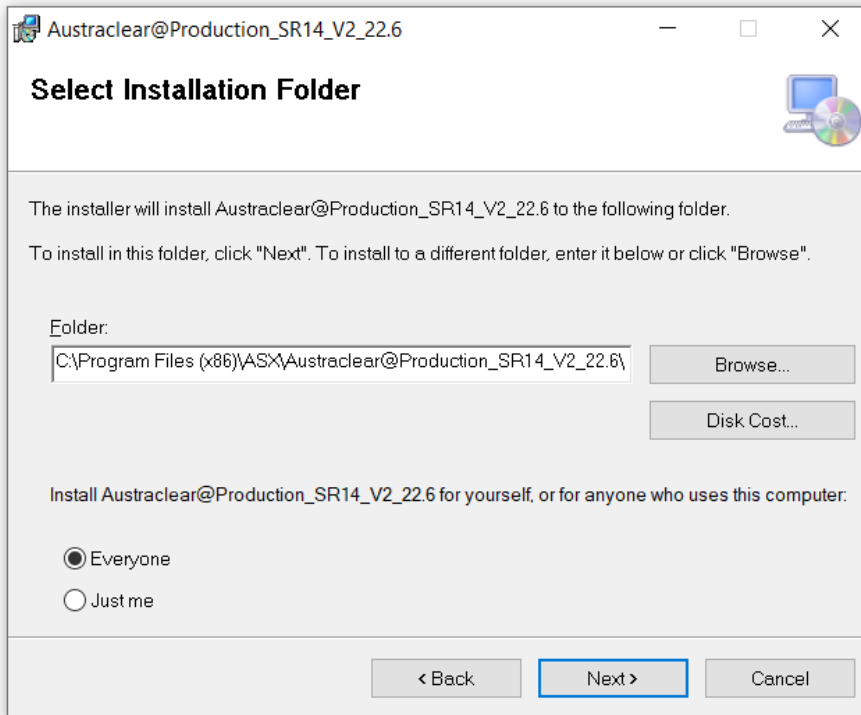 Austraclear@Production_SR14_V2_22.6
Select Installation Folder
The installer will install Austraclear@Production_SR14_V2_22.6 to the following folder.
To install in this folder, click "Next". To install to a different folder, enter it below or click "Browse".
Folder:
C:\Program Files (x86)\ASX\Austraclear@Production_SR14_V2_22.6\
Browse...
Disk Cost...
Install Austraclear@Production_SR14_V2_22.6 for yourself, or for anyone who uses this computer:
Everyone
Just me
< Back
Next >
Cancel